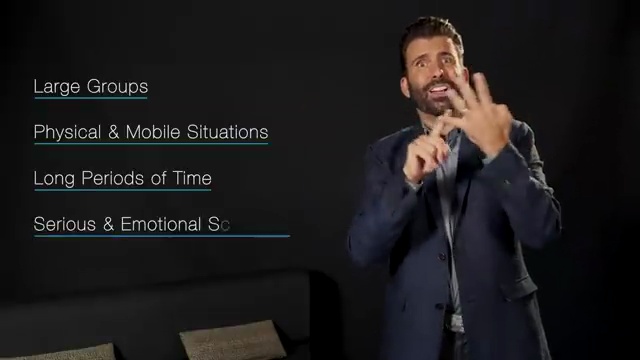 Large Groups
Physical & Mobile Situations
Long Periods of Time
Serious & Emotional